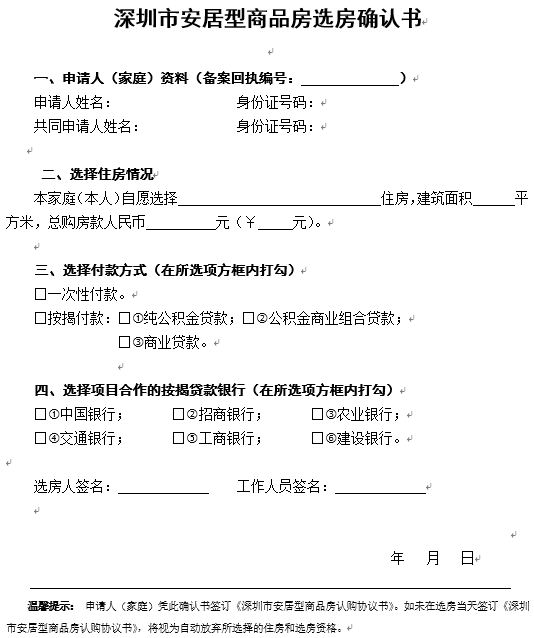 深圳市安居型商品房选房确认书
一、申请人（家庭）资料（备案回执编号：______________）
申请人姓名： 身份证号码：
共同申请人姓名： 身份证号码：
二、选择住房情况
本家庭（本人）自愿选择_____________________________住房，建筑面积______平
方米，总购房款人民币__________元（￥_____元）。
三、选择付款方式（在所选项方框内打勾）
□一次性付款。
□按揭付款：□①纯公积金贷款；□②公积金商业组合贷款；
□③商业贷款。
四、选择项目合作的按揭贷款银行（在所选项方框内打勾）
□①中国银行； □②招商银行； □③农业银行；
□④交通银行； □⑤工商银行； □⑥建设银行。
选房人签名：_____________ 工作人员签名：_____________
年 月 日
温馨提示： 申请人（家庭）凭此确认书签订《深圳市安居型商品房认购协议书》。如未在选房当天签订《深
圳市安居型商品房认购协议书》，将视为自动放弃所选择的住房和选房资格。